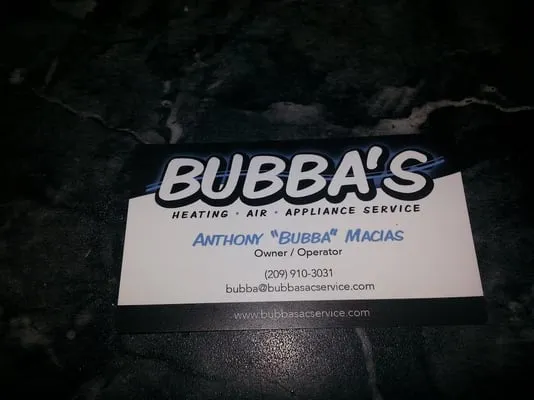 BUBBA'S
HEATING • AIR • APPLIANCE SERVICE
ANTHONY "BUBBA" MACIAS
Owner / Operator
(209) 910-3031
bubba@bubbasacservice.com
www.bubbasacservice.com